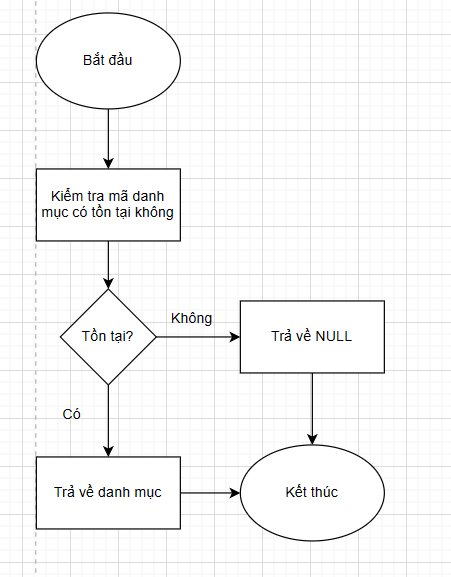 Bắt đầu
Kiểm tra mã danh
mục có tồn tại không
Tồn tại?
Không
Trả về NULL
Có
Trả về danh mục
Kết thúc